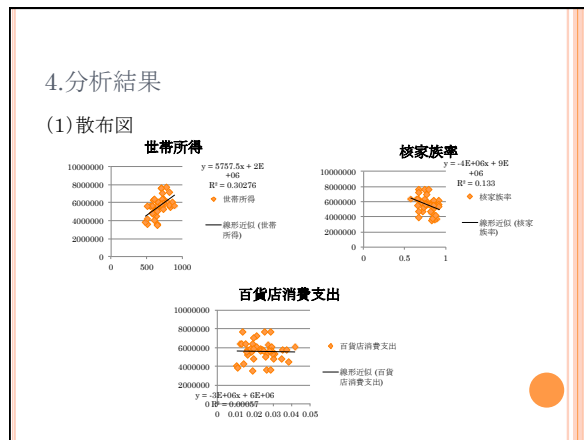 4.分析結果
(1)散布図
世帯所得
y = 5757.5x + 2E
+06
R² = 0.30276
10000000
8000000
6000000
4000000
2000000
0
0 500 1000
世帯所得
線形近似 (世帯
所得)
核家族率
y = -4E+06x + 9E
+06
R² = 0.133
10000000
8000000
6000000
4000000
2000000
0
0 0.5 1
核家族率
線形近似 (核家
族率)
百貨店消費支出
10000000
8000000
6000000
4000000
2000000
0
y = -3E+06x + 6E+06
R² = 0.00057
0 0.01 0.02 0.03 0.04 0.05
百貨店消費支出
線形近似 (百貨
店消費支出)